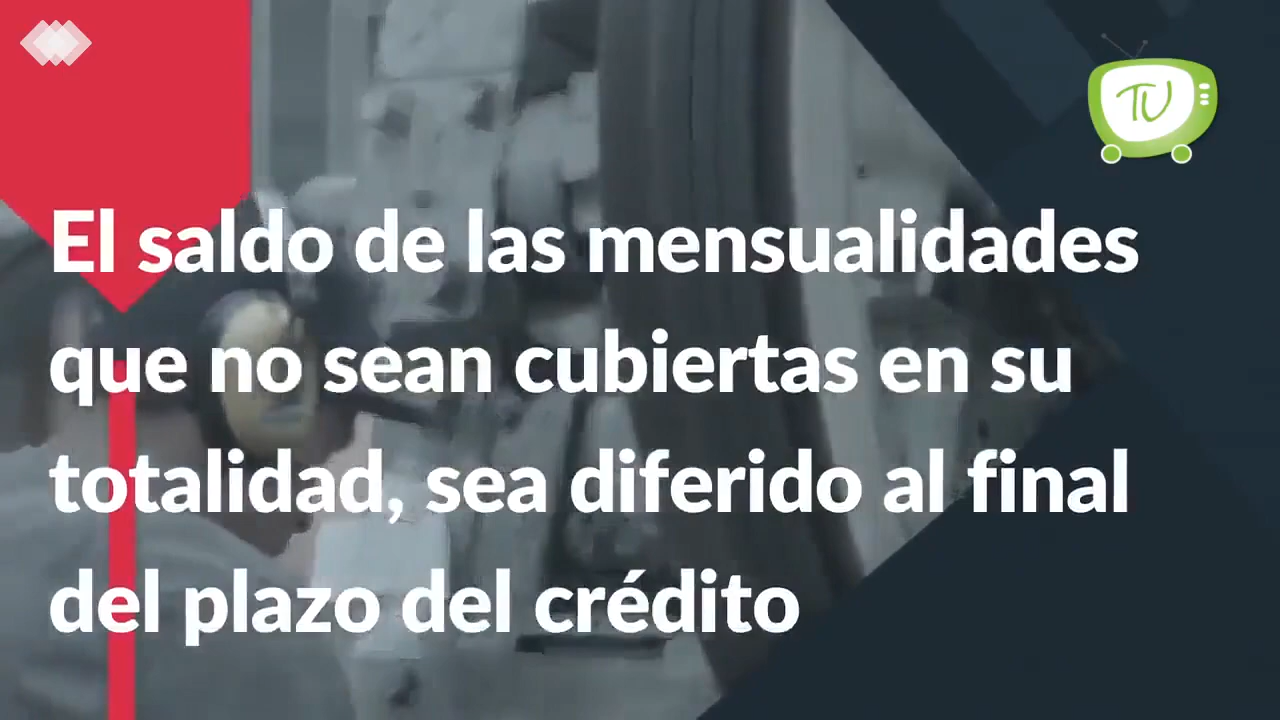 TU
El saldo de las mensualidades
que no sean cubiertas en su
totalidad, sea diferido al final
del plazo del crédito